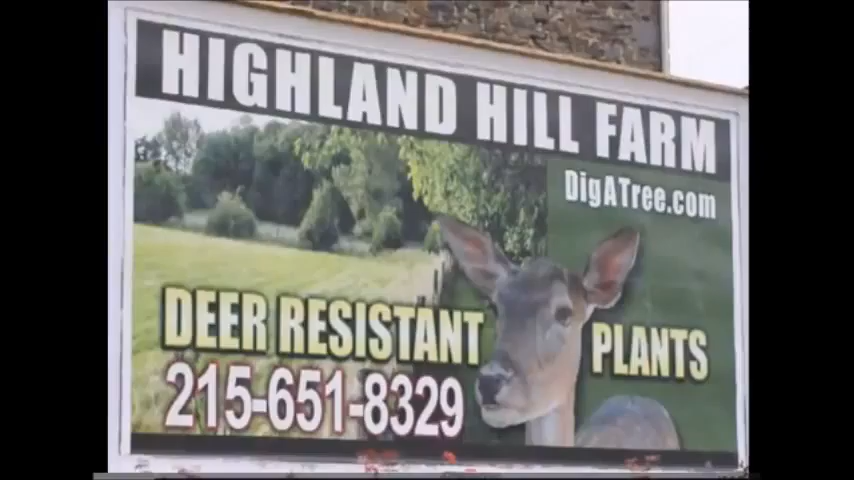 HIGHLAND HILL FARM
DigATree.com
DEER RESISTANT PLANTS
215-651-8329